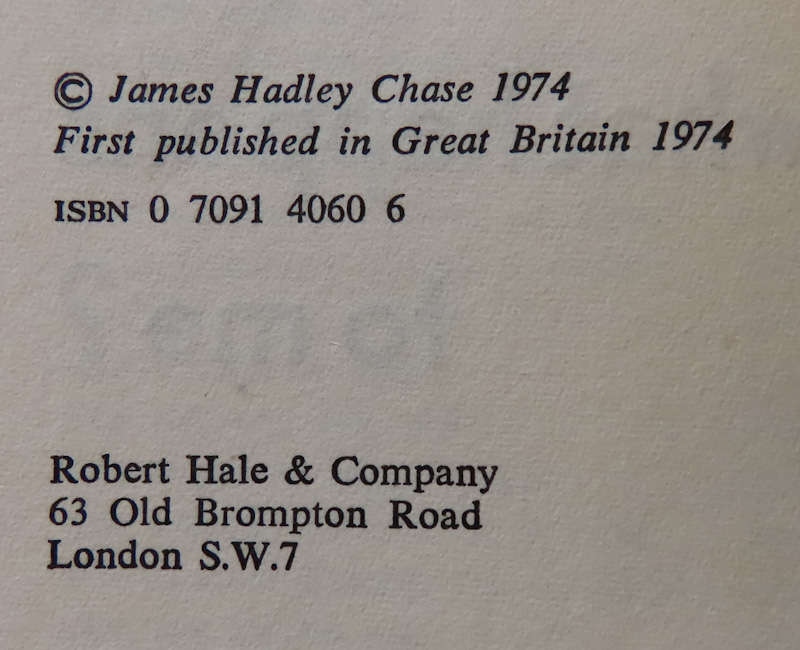 © James Hadley Chase 1974
First published in Great Britain 1974
ISBN 0 7091 4060 6
Robert Hale & Company
63 Old Brompton Road
London S.W.7